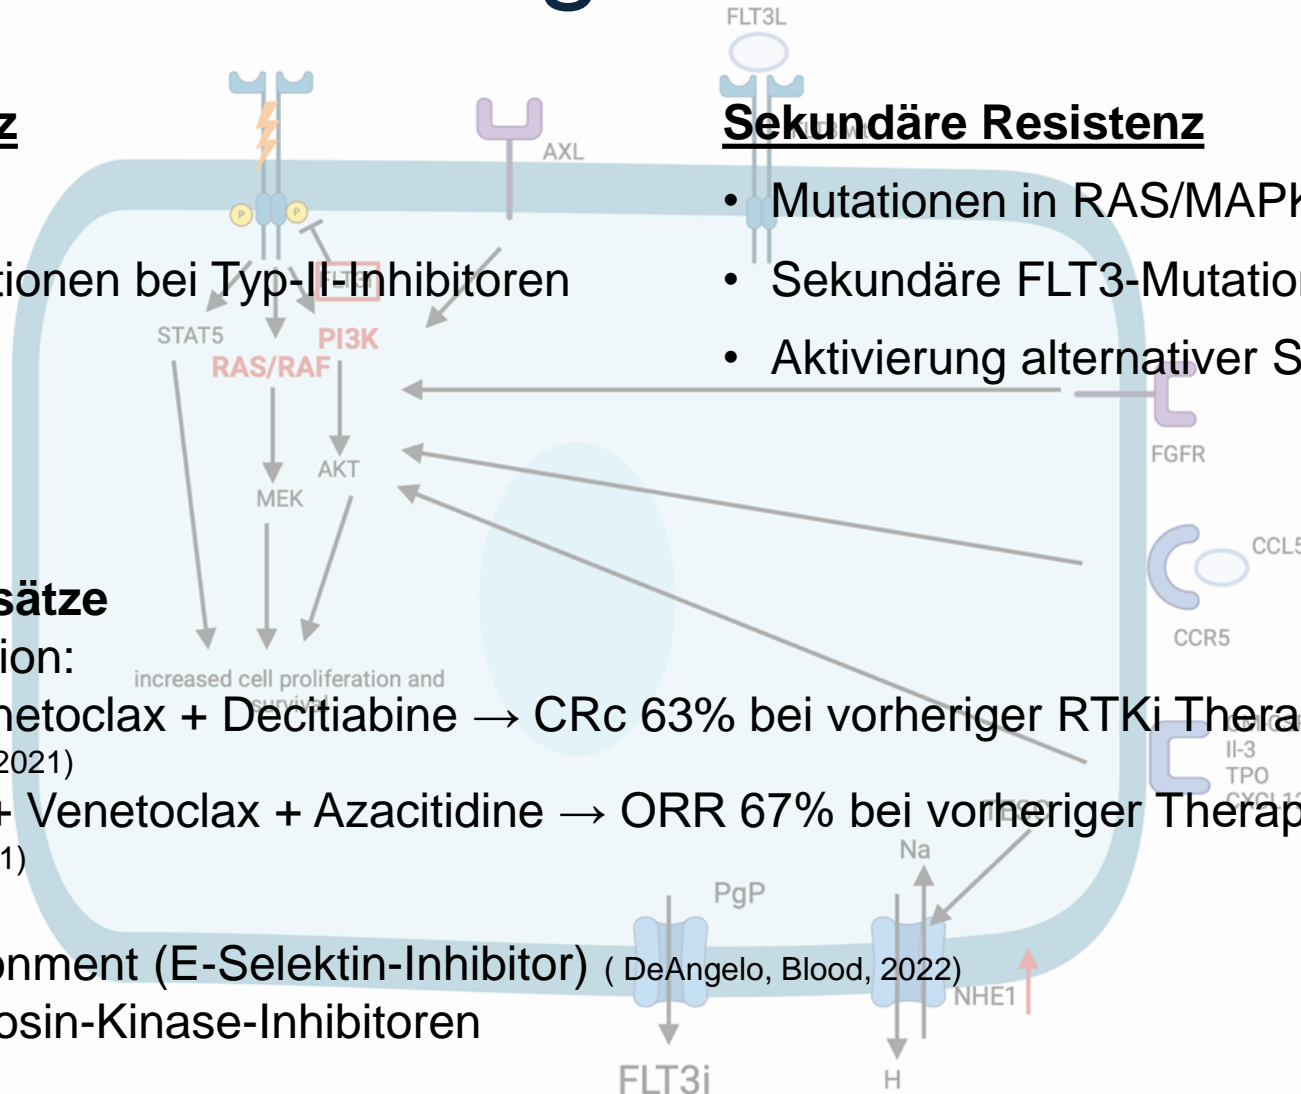 g
FLT3L
z
Sekundäre Resistenz
AXL
P
P
• Mutationen in RAS/MAPK
tionen bei Typ-II-Inhibitoren
• Sekundäre FLT3-Mutation
STAT5
PI3K
RAS/RAF
• Aktivierung alternativer S
FGFR
AKT
MEK
CCL5
sätze
CCR5
ion:
increased cell proliferation and
survival
netoclax + Decitiabine → CRc 63% bei vorheriger RTKi Thera
Il-3
2021)
TPO
+ Venetoclax + Azacitidine → ORR 67% bei vorheriger Therap
Na
1)
PgP
onment (E-Selektin-Inhibitor) ( DeAngelo, Blood, 2022)
NHE1
osin-Kinase-Inhibitoren
FLT3i
H